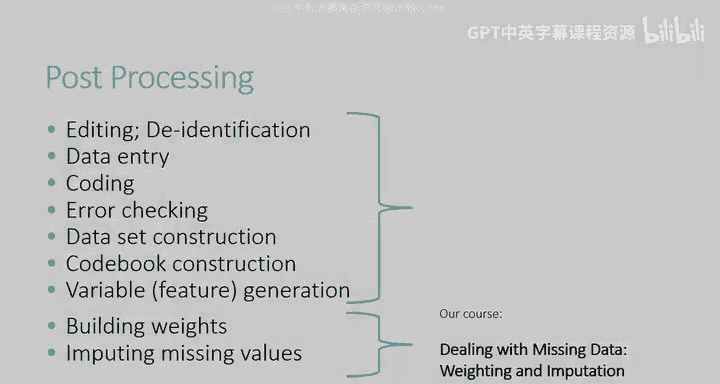 GPT中英字幕课程资源 bilibili
Post Processing
• Editing; De-identification
• Data entry
• Coding
• Error checking
• Data set construction
• Codebook construction
• Variable (feature) generation
• Building weights
• Imputing missing values
Our course:
Dealing with Missing Data:
Weighting and Imputation